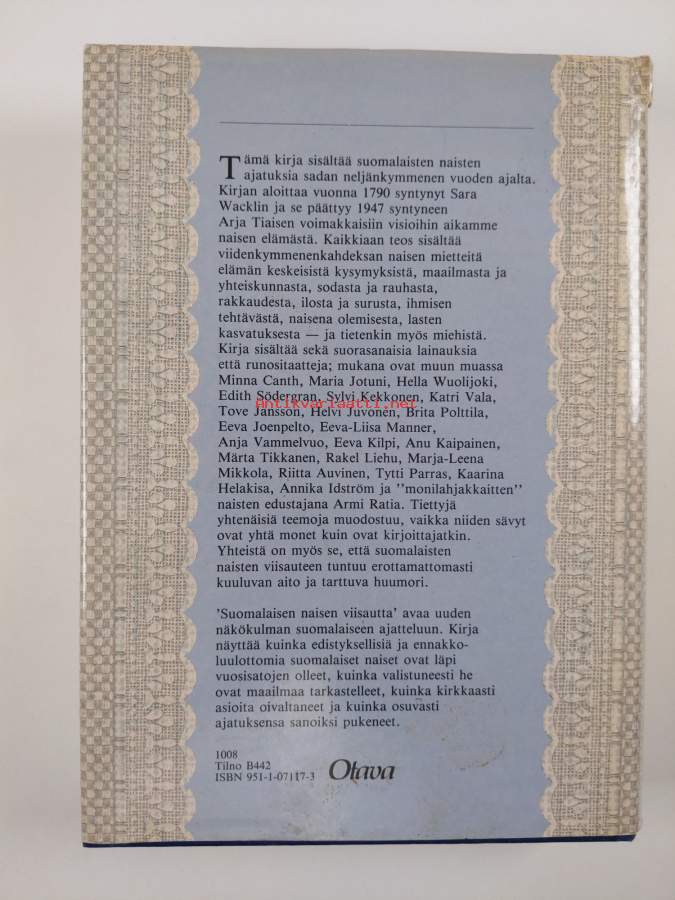 Tämä kirja sisältää suomalaisten naisten
ajatuksia sadan neljänkymmenen vuoden ajalta.
Kirjan aloittaa vuonna 1790 syntynyt Sara
Wacklin ja se päättyy 1947 syntyneen
Arja Tiaisen voimakkaisiin visioihin aikamme
naisen elämästä. Kaikkiaan teos sisältää
viidenkymmenenkahdeksan naisen mietteitä
elämän keskeisistä kysymyksistä, maailmasta ja
yhteiskunnasta, sodasta ja rauhasta,
rakkaudesta, ilosta ja surusta, ihmisen
tehtävästä, naisena olemisesta, lasten
kasvatuksesta — ja tietenkin myös miehistä.
Kirja sisältää sekä suorasanaisia lainauksia
että runositaatteja; mukana ovat muun muassa
Minna Canth, Maria Jotuni, Hella Wuolijoki,
Edith Södergran, Sylvi Kekkonen, Katri Vala,
Antikvariaatti.net
Tove Jansson, Helvi Juvonen, Brita Polttila,
Eeva Joenpelto, Eeva-Liisa Manner,
Anja Vammelvuo, Eeva Kilpi, Anu Kaipainen,
Märta Tikkanen, Rakel Liehu, Marja-Leena
Mikkola, Riitta Auvinen, Tytti Parras, Kaarina
Helakisa, Annika Idström ja ''monilahjakkaitten''
naisten edustajana Armi Ratia. Tiettyjä
yhtenäisiä teemoja muodostuu, vaikka niiden sävyt
ovat yhtä monet kuin ovat kirjoittajatkin.
Yhteistä on myös se, että suomalaisten
naisten viisauteen tuntuu erottamattomasti
kuuluvan aito ja tarttuva huumori.
'Suomalaisen naisen viisautta' avaa uuden
näkökulman suomalaiseen ajatteluun. Kirja
näyttää kuinka edistyksellisiä ja ennakko-
luulottomia suomalaiset naiset ovat läpi
vuosisatojen olleet, kuinka valistuneesti he
ovat maailmaa tarkastelleet, kuinka kirkkaasti
asioita oivaltaneet ja kuinka osuvasti
ajatuksensa sanoiksi pukeneet.
1008
Tilno B442
ISBN 951-1-07117-3
Otava